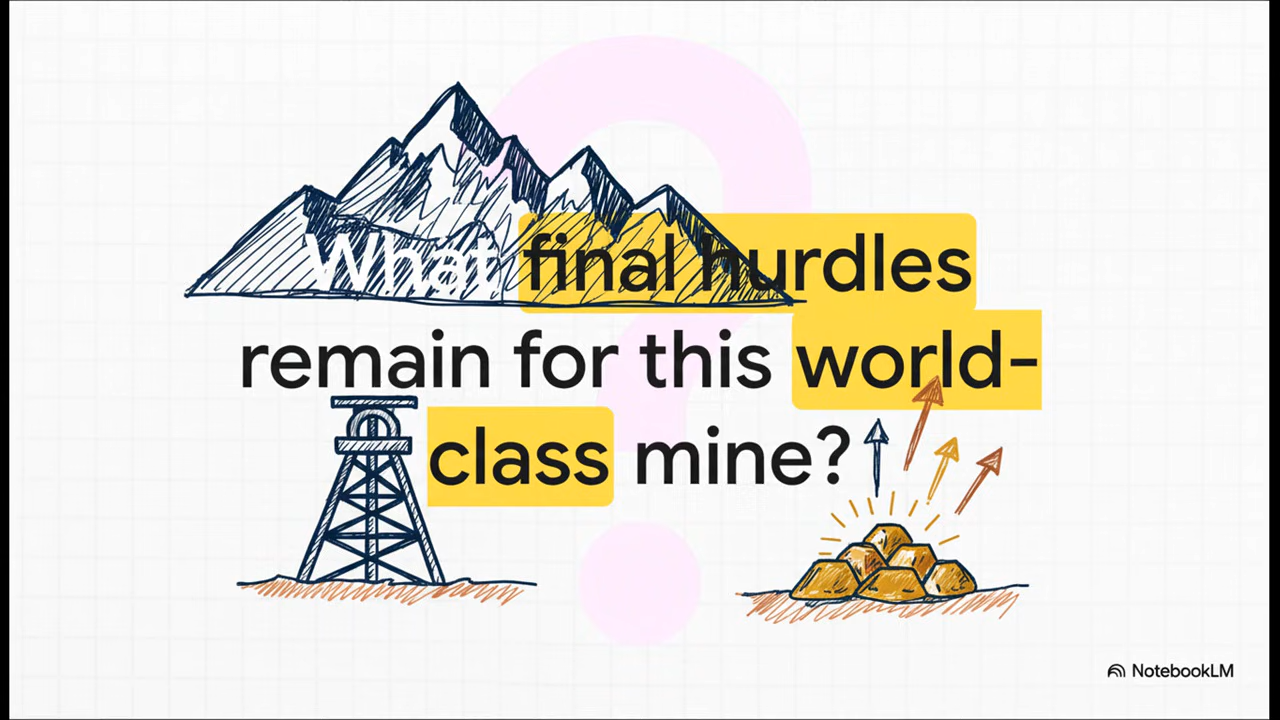 What final hurdles
remain for this world-
class mine?
NotebookLM